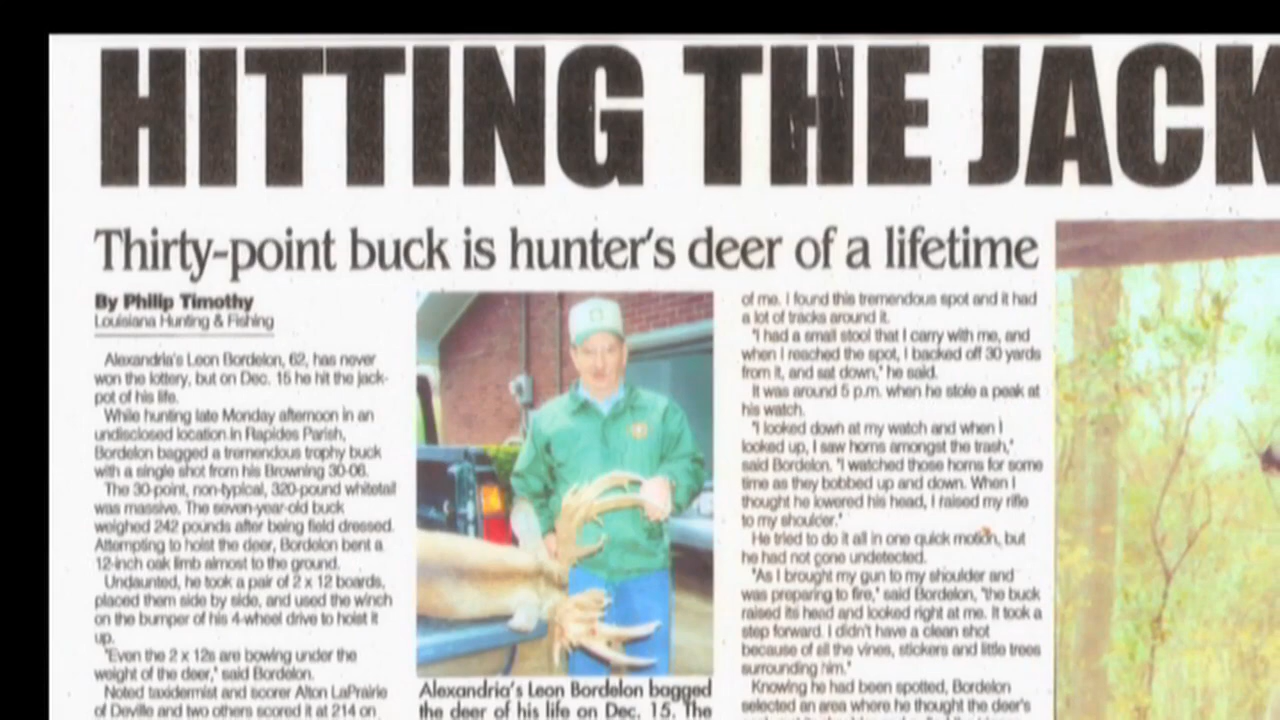 HITTING THE JACK
Thirty-point buck is hunter's deer of a lifetime
By Philip Timothy
Louisiana Hunting & Fishing
Alexandria's Leon Bordelon, 62, has never
won the lottery, but on Dec. 15 he hit the jack-
pot of his life.
While hunting late Monday afternoon in an
undisclosed location in Rapides Parish,
Bordelon bagged a tremendous trophy buck
with a single shot from his Browning 30-06.
The 30-point, non-typical, 320-pound whitetail
was massive. The seven-year-old buck
weighed 242 pounds after being field dressed.
Attempting to hoist the deer, Bordelon bent a
12-inch oak limb almost to the ground.
Undaunted, he took a pair of 2 x 12 boards,
placed them side by side, and used the winch
on the bumper of his 4-wheel drive to hoist it
up.
"Even the 2 x 12s are bowing under the
weight of the deer," said Bordelon.
Noted taxidermist and scorer Alton LaPrairie
of Deville and two others scored it at 214 on
Alexandria's Leon Bordelon bagged
the deer of his life on Dec. 15. The
of me. I found this tremendous spot and it had
a lot of tracks around it.
"I had a small stool that I carry with me, and
when I reached the spot, I backed off 30 yards
from it, and sat down," he said.
It was around 5 p.m. when he stole a peak at
his watch.
"I looked down at my watch and when I
looked up, I saw horns amongst the trash,"
said Bordelon. "I watched those horns for some
time as they bobbed up and down. When I
thought he lowered his head, I raised my rifle
to my shoulder."
He tried to do it all in one quick motion, but
he had not gone undetected.
"As I brought my gun to my shoulder and
was preparing to fire," said Bordelon, "the buck
raised its head and looked right at me. It took a
step forward. I didn't have a clean shot
because of all the vines, stickers and little trees
surrounding him."
Knowing he had been spotted, Bordelon
selected an area where he thought the deer's